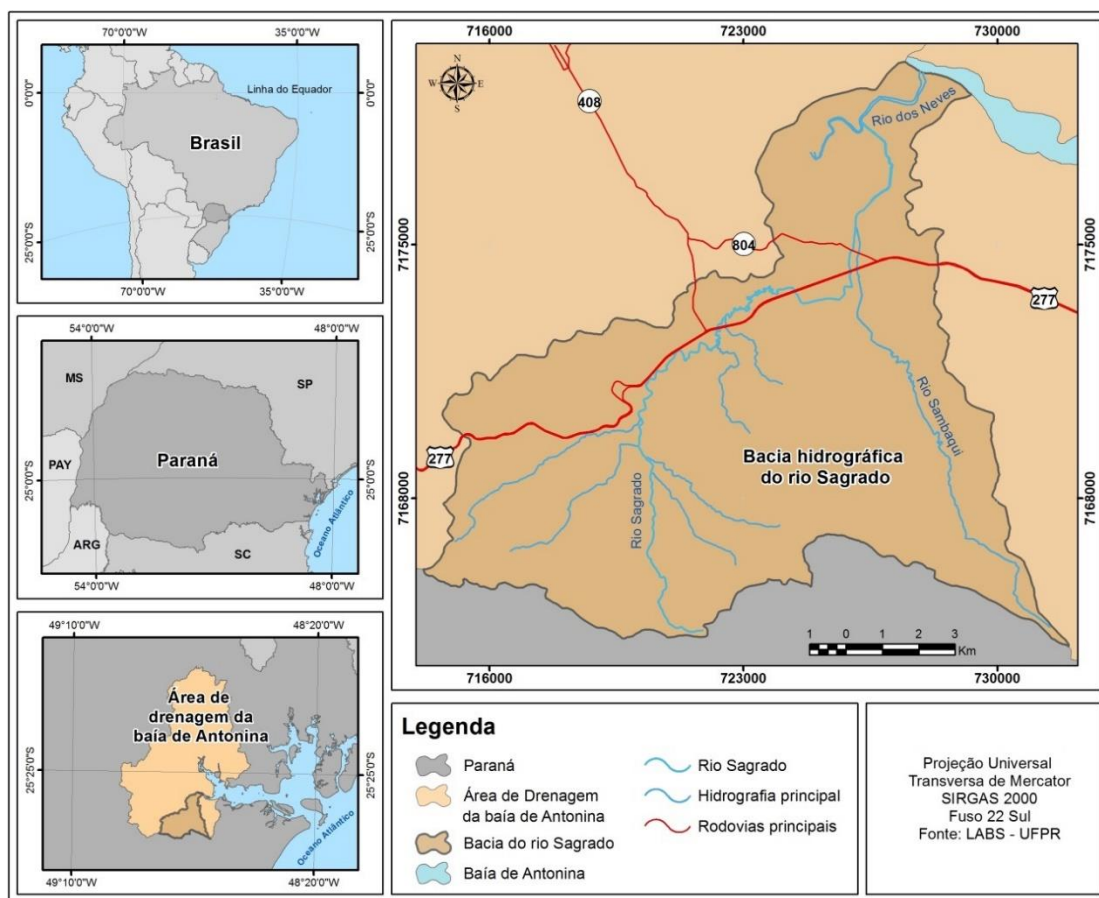 70°0'0"W
35°0'0"W
0°0'0"
Linha do Equador
0°0'0"
Brasil
25°0'0"S
25°0'0"S
70°0'0"W
35°0'0"W
54°0'0"W
48°0'0"W
MS
SP
PAY
Paraná
25°0'0"S
25°0'0"S
ARG
SC
Oceano Atlântico
54°0'0"W
48°0'0"W
49°10'0"W
48°20'0"W
Área de
drenagem da
baía de Antonina
25°25'0"S
25°25'0"S
Oceano Atlântico
49°10'0"W
48°20'0"W
716000
723000
730000
N
W
E
S
408
Rio dos Neves
7175000
804
7175000
277
277
Rio Sambaqui
Bacia hidrográfica
do rio Sagrado
7168000
Rio Sagrado
7168000
1 0 1 2 3
Km
716000
723000
730000
Legenda
Paraná
Área de Drenagem
da baía de Antonina
Bacia do rio Sagrado
Baía de Antonina
Rio Sagrado
Hidrografia principal
Rodovias principais
Projeção Universal
Transversa de Mercator
SIRGAS 2000
Fuso 22 Sul
Fonte: LABS - UFPR